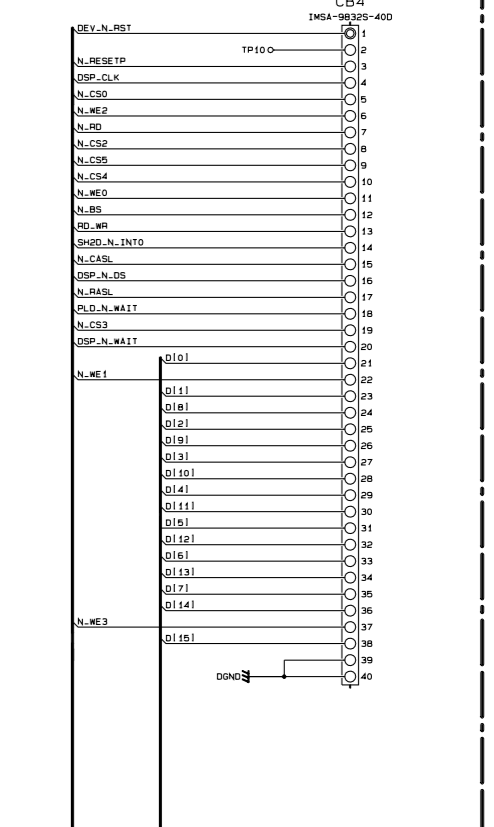 CB4
IMSA-9832S-40D
DEV_N_RST 1
TP10 2
N_RESETP 3
DSP_CLK 4
N_CS0 5
N_WE2 6
N_RD 7
N_CS2 8
N_CS5 9
N_CS4 10
N_WE0 11
N_BS 12
RD_WR 13
SH2D_N_INT0 14
N_CASL 15
DSP_N_DS 16
N_RASL 17
PLD_N_WAIT 18
N_CS3 19
DSP_N_WAIT 20
D[0] 21
N_WE1 22
D[1] 23
D[8] 24
D[2] 25
D[9] 26
D[3] 27
D[10] 28
D[4] 29
D[11] 30
D[5] 31
D[12] 32
D[6] 33
D[13] 34
D[7] 35
D[14] 36
N_WE3 37
D[15] 38
39
DGND 40